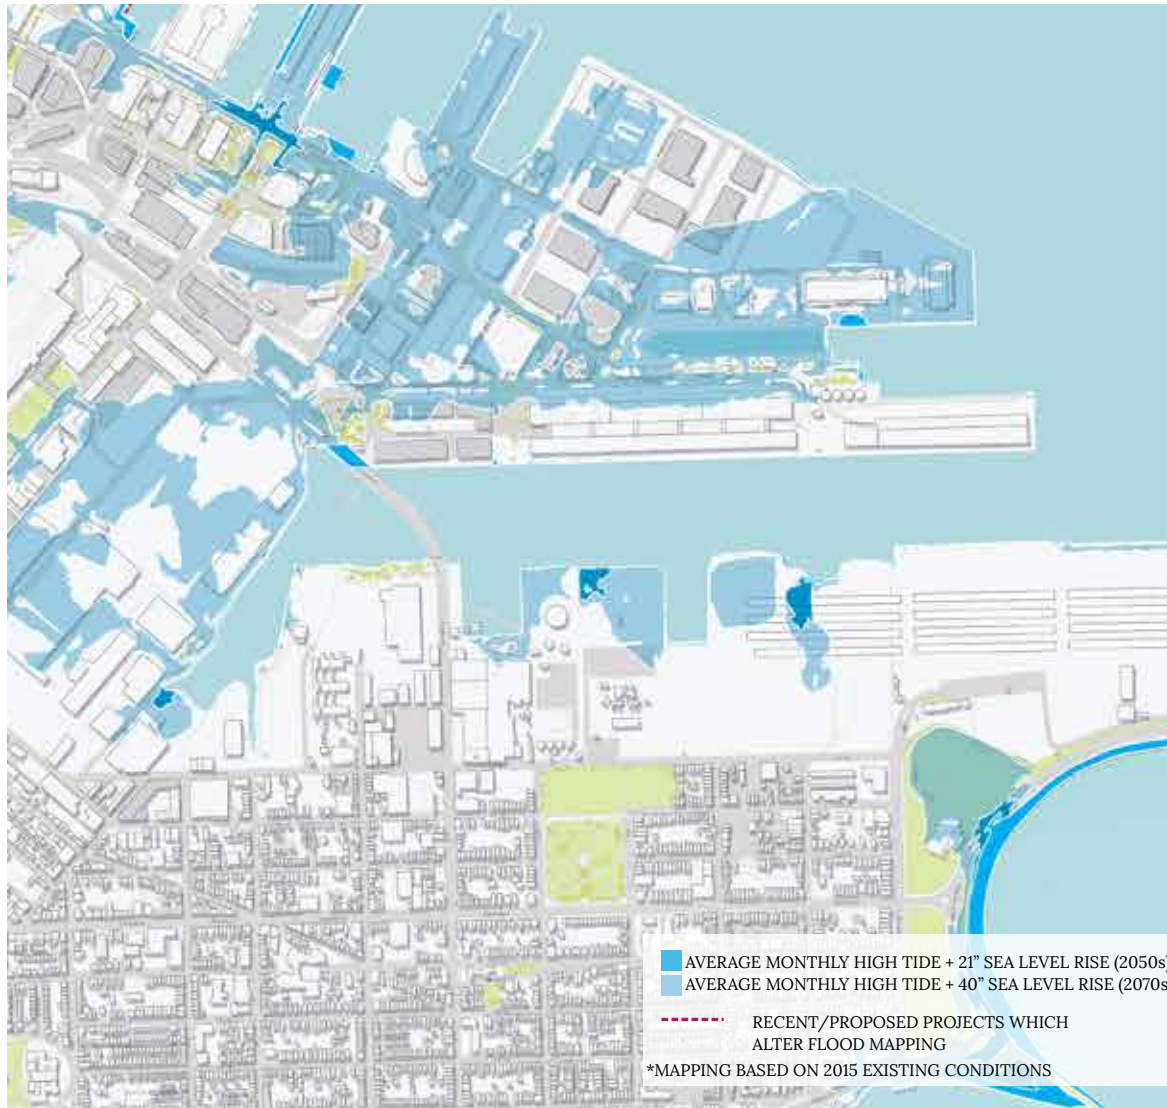 AVERAGE MONTHLY HIGH TIDE + 21” SEA LEVEL RISE (2050s)
AVERAGE MONTHLY HIGH TIDE + 40” SEA LEVEL RISE (2070s
RECENT/PROPOSED PROJECTS WHICH
ALTER FLOOD MAPPING
*MAPPING BASED ON 2015 EXISTING CONDITIONS